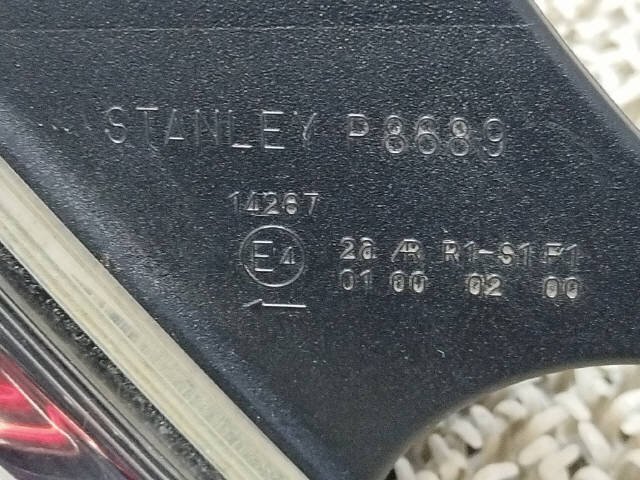 STANLEY P8689
14267
E4 2a AR R1-S1 F1
01 00 02 00